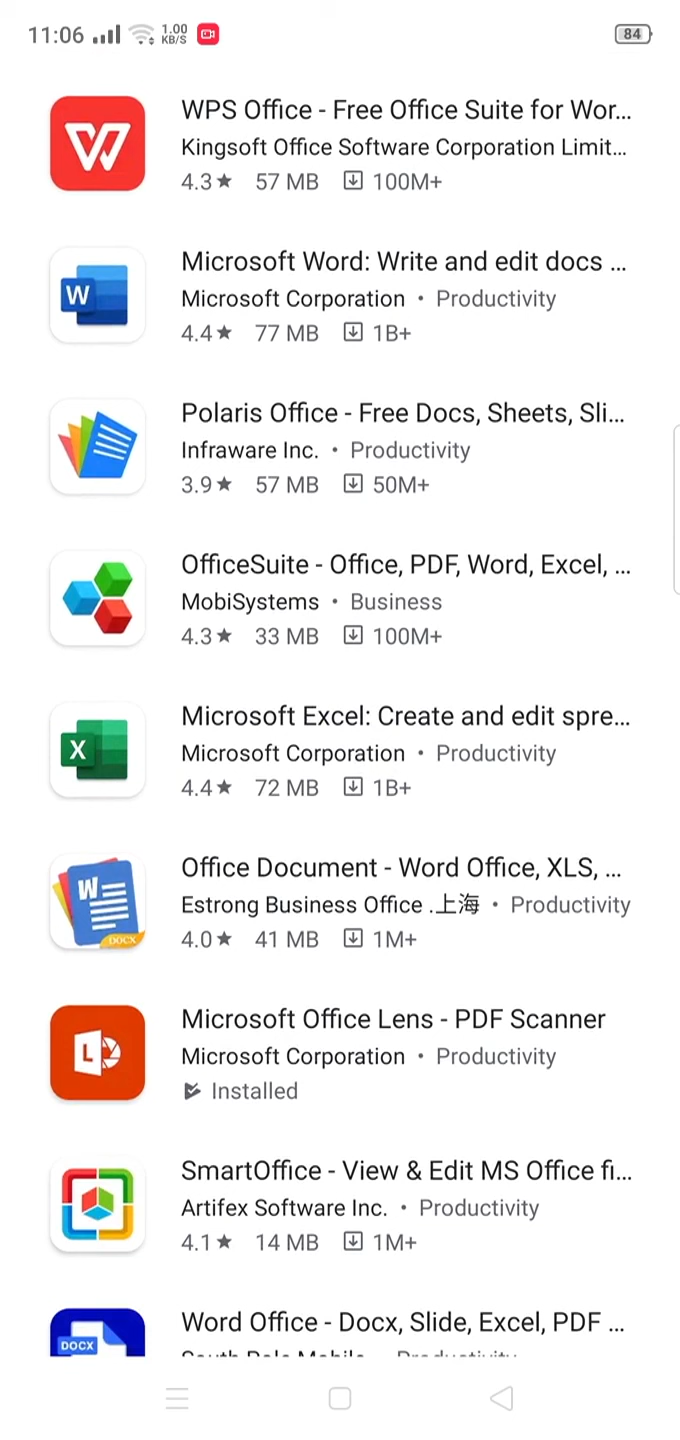 11:06 1.00 KB/S 84
WPS Office - Free Office Suite for Wor...
Kingsoft Office Software Corporation Limit...
4.3★ 57 MB 100M+
W
Microsoft Word: Write and edit docs ...
Microsoft Corporation • Productivity
4.4★ 77 MB 1B+
Polaris Office - Free Docs, Sheets, Sli...
Infraware Inc. • Productivity
3.9★ 57 MB 50M+
OfficeSuite - Office, PDF, Word, Excel, ...
MobiSystems • Business
4.3★ 33 MB 100M+
X
Microsoft Excel: Create and edit spre...
Microsoft Corporation • Productivity
4.4★ 72 MB 1B+
W
DOCX
Office Document - Word Office, XLS, ...
Estrong Business Office .上海 • Productivity
4.0★ 41 MB 1M+
L
Microsoft Office Lens - PDF Scanner
Microsoft Corporation • Productivity
Installed
SmartOffice - View & Edit MS Office fi...
Artifex Software Inc. • Productivity
4.1★ 14 MB 1M+
DOCX
Word Office - Docx, Slide, Excel, PDF ...